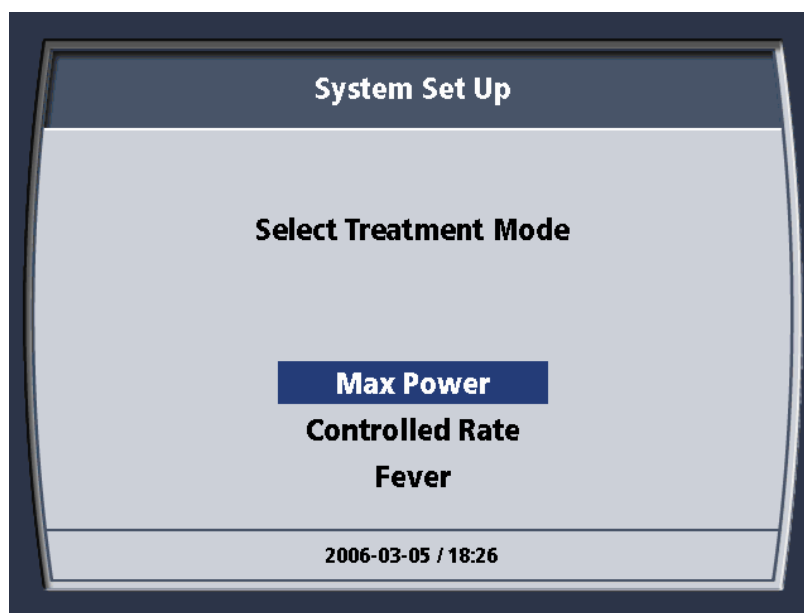 System Set Up
Select Treatment Mode
Max Power
Controlled Rate
Fever
2006-03-05 / 18:26